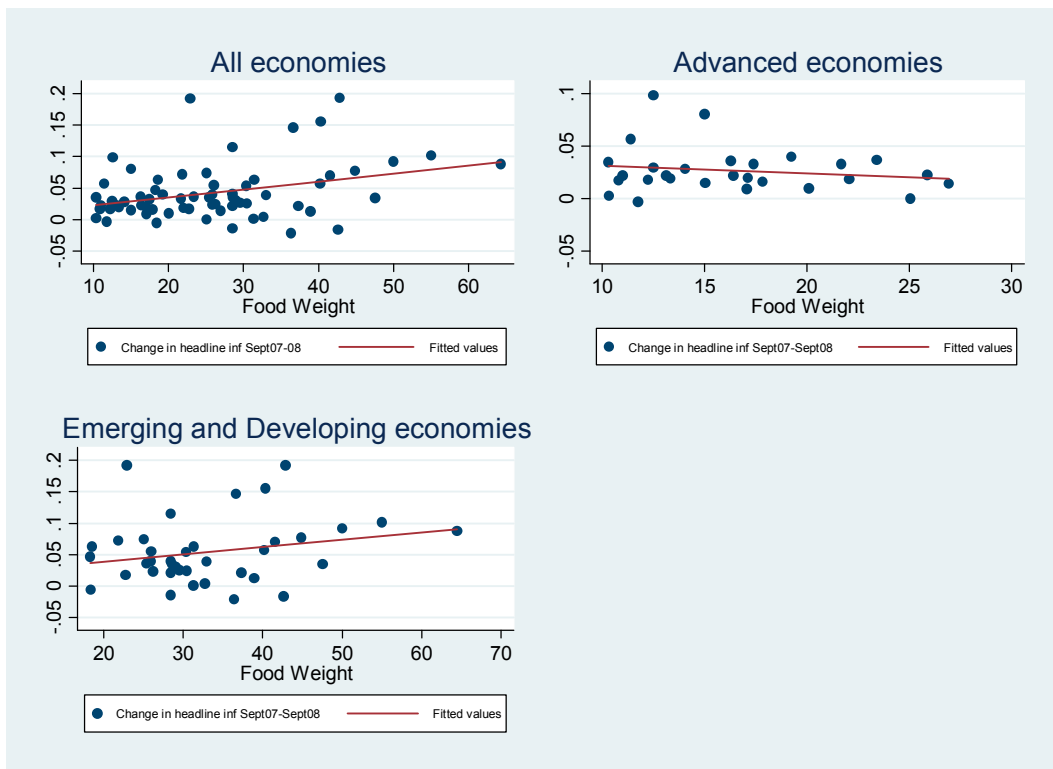 All economies
.2
.15
.1
.05
0
-.05
10 20 30 40 50 60
Food Weight
Change in headline inf Sept07-08 Fitted values
Advanced economies
.1
.05
0
-.05
10 15 20 25 30
Food Weight
Change in headline inf Sept07-Sept08 Fitted values
Emerging and Developing economies
.2
.15
.1
.05
0
-.05
20 30 40 50 60 70
Food Weight
Change in headline inf Sept07-Sept08 Fitted values